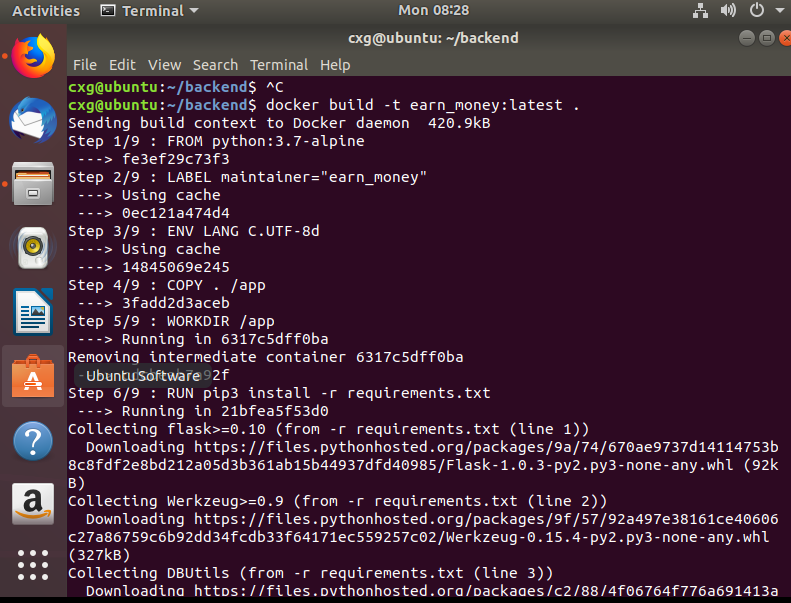 Activities
Terminal
Mon 08:28
cxg@ubuntu: ~/backend
File Edit View Search Terminal Help
cxg@ubuntu:~/backend$ ^C
cxg@ubuntu:~/backend$ docker build -t earn_money:latest .
Sending build context to Docker daemon  420.9kB
Step 1/9 : FROM python:3.7-alpine
 ---> fe3ef29c73f3
Step 2/9 : LABEL maintainer="earn_money"
 ---> Using cache
 ---> 0ec121a474d4
Step 3/9 : ENV LANG C.UTF-8d
 ---> Using cache
 ---> 14845069e245
Step 4/9 : COPY . /app
 ---> 3fadd2d3aceb
Step 5/9 : WORKDIR /app
 ---> Running in 6317c5dff0ba
Removing intermediate container 6317c5dff0ba
Ubuntu Software
2f
Step 6/9 : RUN pip3 install -r requirements.txt
 ---> Running in 21bfea5f53d0
Collecting flask>=0.10 (from -r requirements.txt (line 1))
  Downloading https://files.pythonhosted.org/packages/9a/74/670ae9737d14114753b
8c8fdf2e8bd212a05d3b361ab15b44937dfd40985/Flask-1.0.3-py2.py3-none-any.whl (92k
B)
Collecting Werkzeug>=0.9 (from -r requirements.txt (line 2))
  Downloading https://files.pythonhosted.org/packages/9f/57/92a497e38161ce40606
c27a86759c6b92dd34fcdb33f64171ec559257c02/Werkzeug-0.15.4-py2.py3-none-any.whl
(327kB)
Collecting DBUtils (from -r requirements.txt (line 3))
  Downloading https://files.pythonhosted.org/packages/c2/88/4f06764f776a691413a